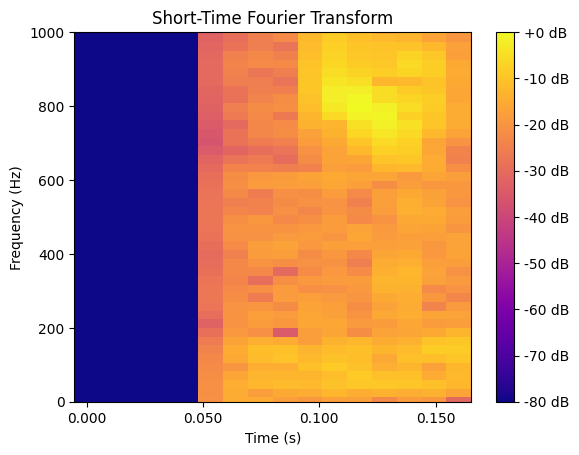 Short-Time Fourier Transform
1000
800
600
400
200
0
Frequency (Hz)
0.000
0.050
0.100
0.150
Time (s)
+0 dB
-10 dB
-20 dB
-30 dB
-40 dB
-50 dB
-60 dB
-70 dB
-80 dB